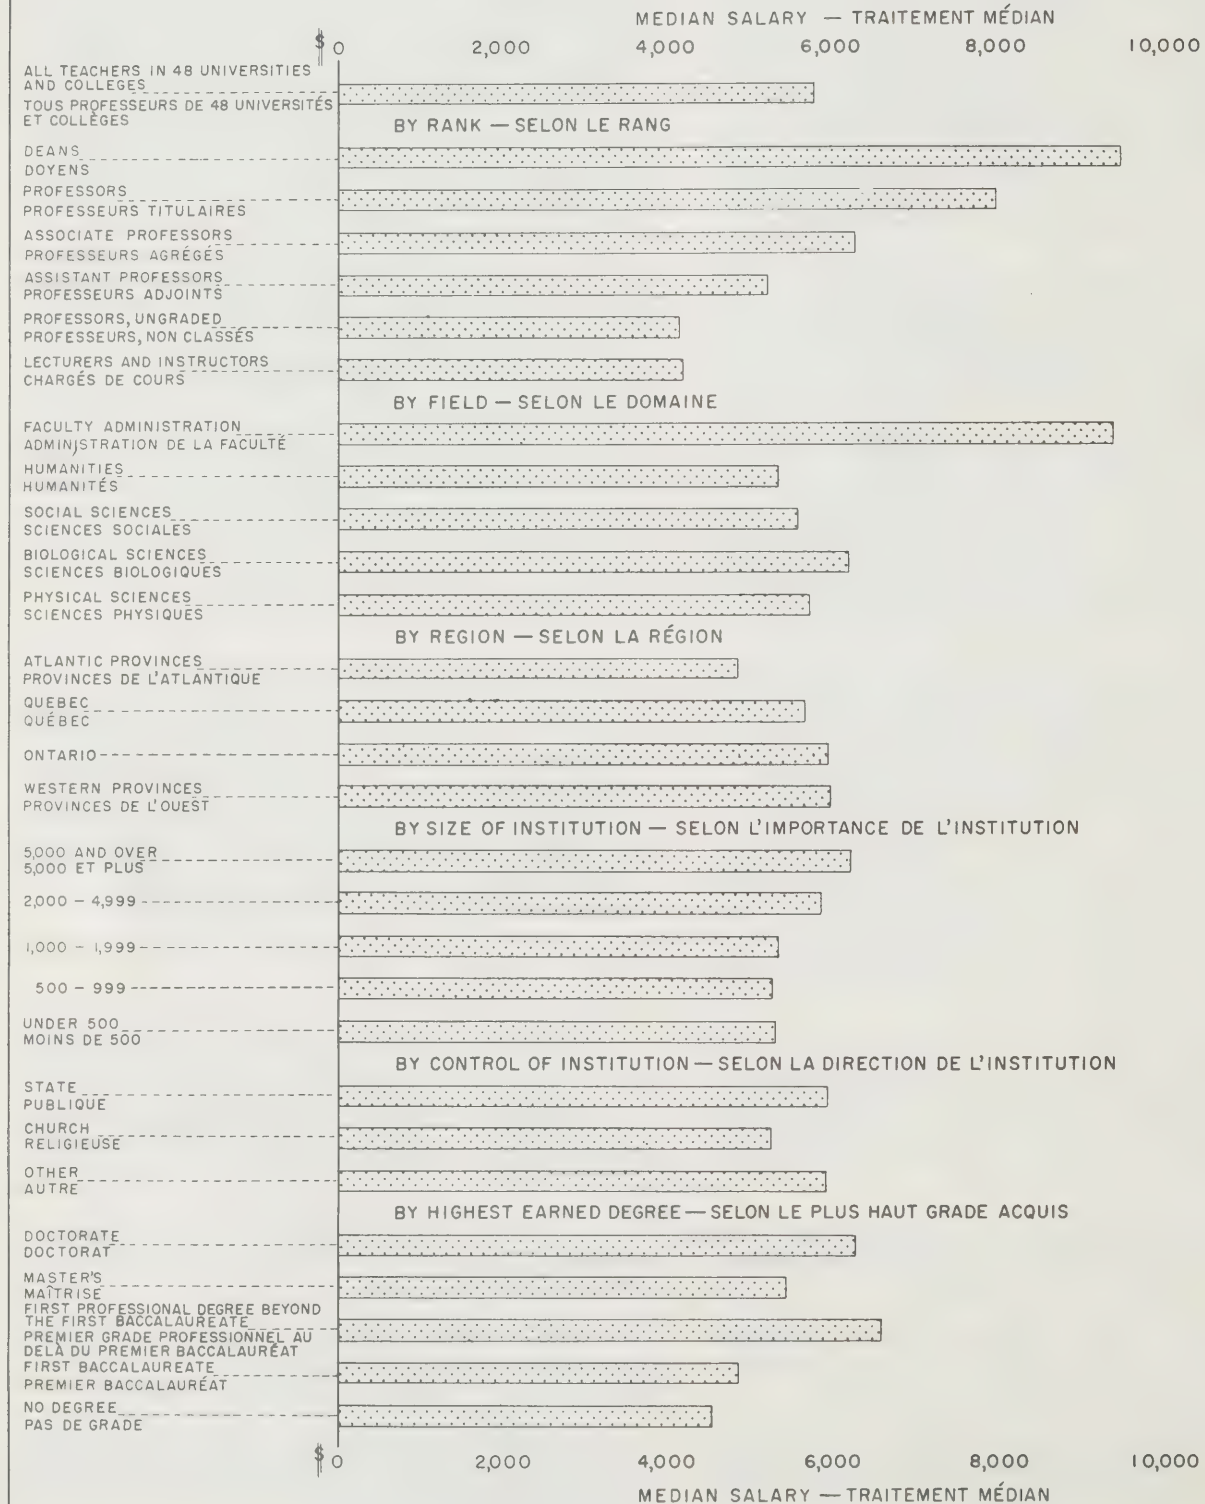 MEDIAN SALARY — TRAITEMENT MÉDIAN
$ 0 2,000 4,000 6,000 8,000 10,000
ALL TEACHERS IN 48 UNIVERSITIES
AND COLLEGES
TOUS PROFESSEURS DE 48 UNIVERSITÉS
ET COLLÈGES
BY RANK — SELON LE RANG
DEANS
DOYENS
PROFESSORS
PROFESSEURS TITULAIRES
ASSOCIATE PROFESSORS
PROFESSEURS AGRÉGÉS
ASSISTANT PROFESSORS
PROFESSEURS ADJOINTS
PROFESSORS, UNGRADED
PROFESSEURS, NON CLASSÉS
LECTURERS AND INSTRUCTORS
CHARGÉS DE COURS
BY FIELD — SELON LE DOMAINE
FACULTY ADMINISTRATION
ADMINISTRATION DE LA FACULTÉ
HUMANITIES
HUMANITÉS
SOCIAL SCIENCES
SCIENCES SOCIALES
BIOLOGICAL SCIENCES
SCIENCES BIOLOGIQUES
PHYSICAL SCIENCES
SCIENCES PHYSIQUES
BY REGION — SELON LA RÉGION
ATLANTIC PROVINCES
PROVINCES DE L'ATLANTIQUE
QUEBEC
QUÉBEC
ONTARIO
WESTERN PROVINCES
PROVINCES DE L'OUEST
BY SIZE OF INSTITUTION — SELON L'IMPORTANCE DE L'INSTITUTION
5,000 AND OVER
5,000 ET PLUS
2,000 - 4,999
1,000 - 1,999
500 - 999
UNDER 500
MOINS DE 500
BY CONTROL OF INSTITUTION — SELON LA DIRECTION DE L'INSTITUTION
STATE
PUBLIQUE
CHURCH
RELIGIEUSE
OTHER
AUTRE
BY HIGHEST EARNED DEGREE — SELON LE PLUS HAUT GRADE ACQUIS
DOCTORATE
DOCTORAT
MASTER'S
MAÎTRISE
FIRST PROFESSIONAL DEGREE BEYOND
THE FIRST BACCALAUREATE
PREMIER GRADE PROFESSIONNEL AU
DELÀ DU PREMIER BACCALAURÉAT
FIRST BACCALAUREATE
PREMIER BACCALAURÉAT
NO DEGREE
PAS DE GRADE
$ 0 2,000 4,000 6,000 8,000 10,000
MEDIAN SALARY — TRAITEMENT MÉDIAN